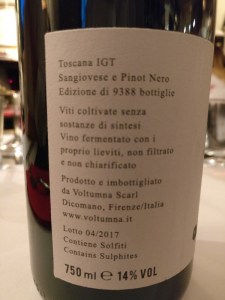 Toscana IGT
Sangiovese e Pinot Nero
Edizione di 9388 bottiglie
Viti coltivate senza
sostanze di sintesi
Vino fermentato con i
proprio lieviti, non filtrato
e non chiarificato
Prodotto e imbottigliato
da Voltumna Scarl
Dicomano, Firenze/Italia
www.voltumna.it
Lotto 04/2017
Contiene Solfiti
Contains Sulphites
750 ml e 14% VOL